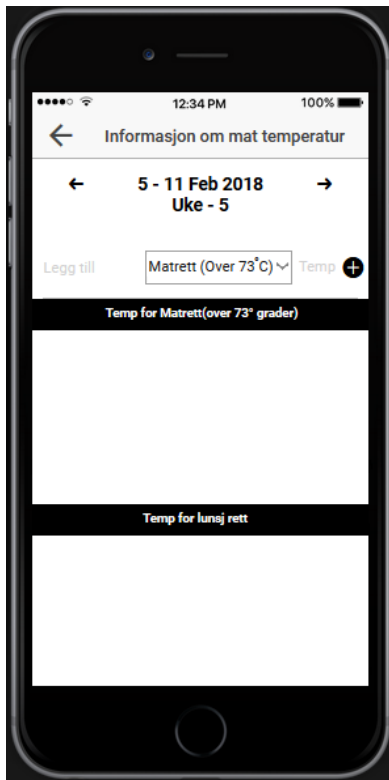 12:34 PM 100%
Informasjon om mat temperatur
5 - 11 Feb 2018
Uke - 5
Legg till Matrett (Over 73°C) Temp
Temp for Matrett(over 73° grader)
Temp for lunsj rett